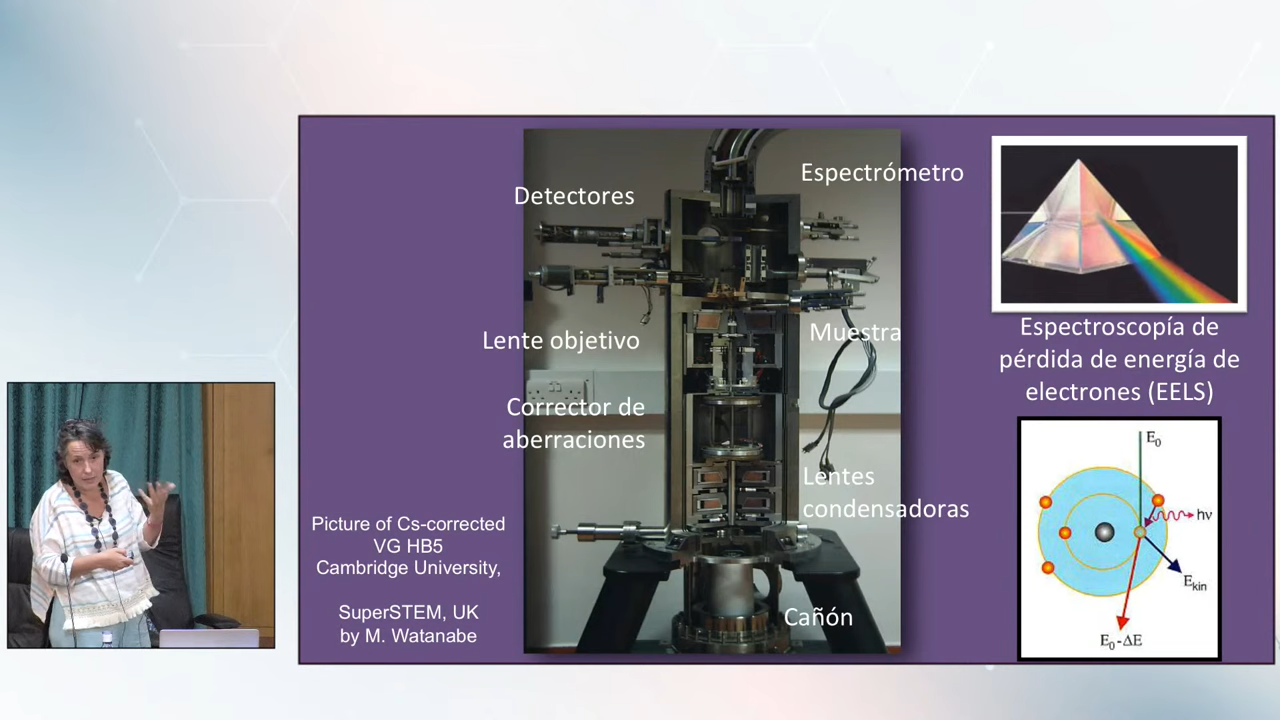 Detectores
Espectrómetro
Lente objetivo
Muestra
Corrector de
aberraciones
Lentes
condensadoras
Cañón
Picture of Cs-corrected
VG HB5
Cambridge University,
SuperSTEM, UK
by M. Watanabe
Espectroscopía de
pérdida de energía de
electrones (EELS)
E₀
hν
Eₖᵢₙ
E₀-ΔE